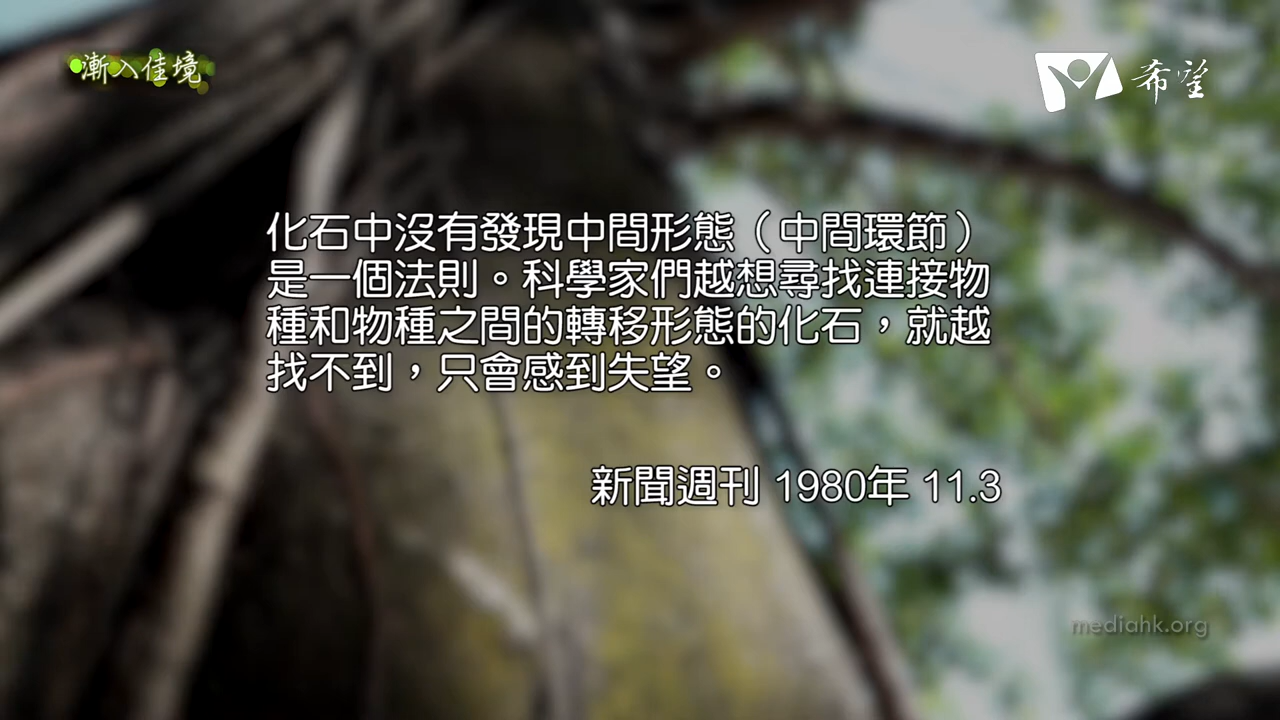 漸入佳境
希望
化石中沒有發現中間形態（中間環節）
是一個法則。科學家們越想尋找連接物
種和物種之間的轉移形態的化石，就越
找不到，只會感到失望。
新聞週刊 1980年 11.3
mediahk.org